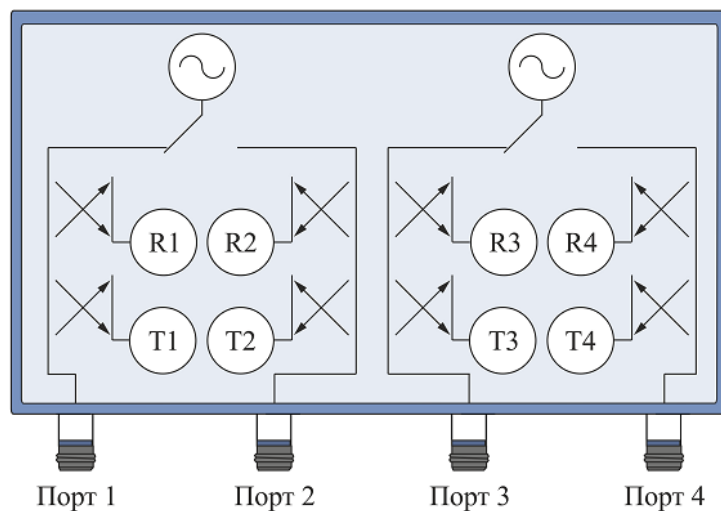 R1 R2 R3 R4
T1 T2 T3 T4
Порт 1 Порт 2 Порт 3 Порт 4